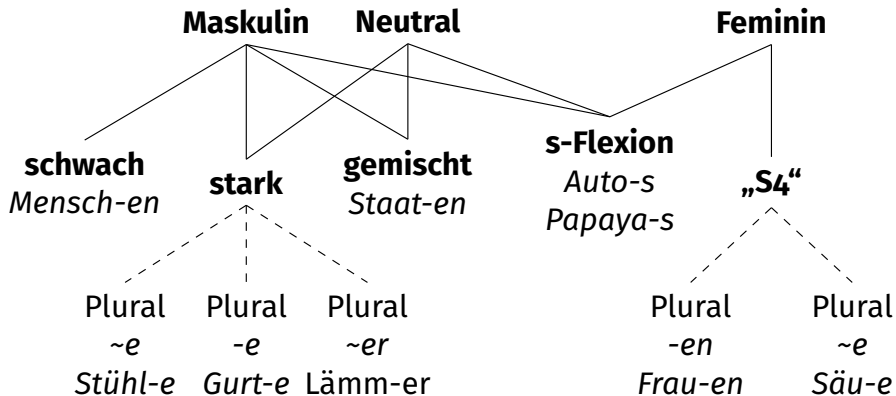 Maskulin Neutral Feminin
schwach
Mensch-en
stark
gemischt
Staat-en
s-Flexion
Auto-s
Papaya-s
„S4“
Plural
~e
Stühl-e
Plural
-e
Gurt-e
Plural
~er
Lämm-er
Plural
-en
Frau-en
Plural
~e
Säu-e